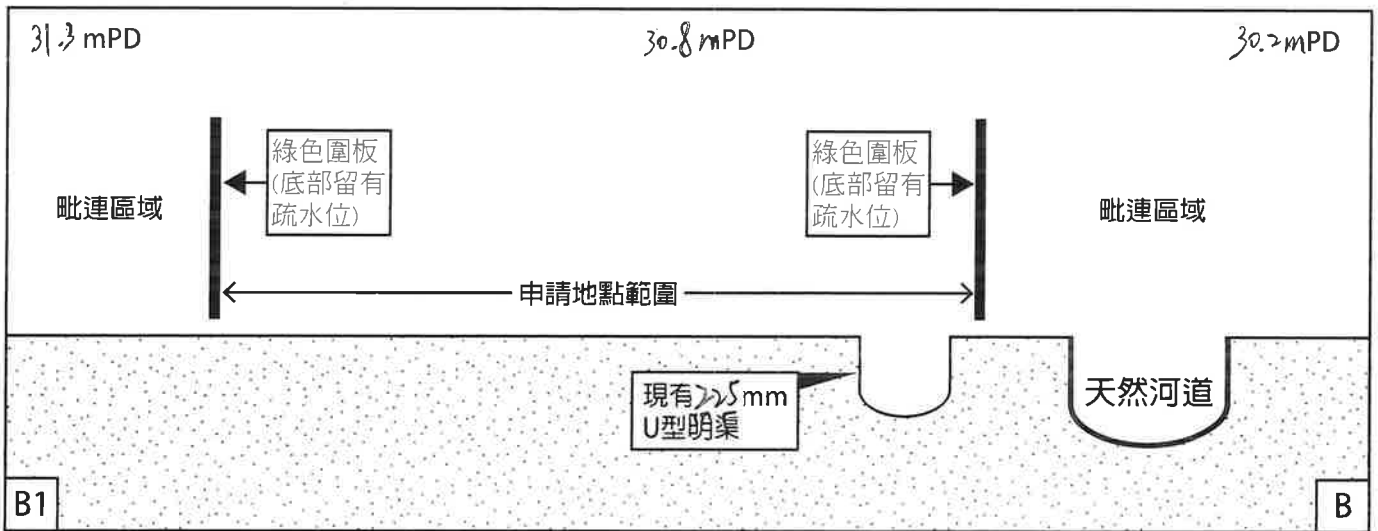 31.3 mPD
30.8 mPD
30.2 mPD
綠色圍板
(底部留有
疏水位)
綠色圍板
(底部留有
疏水位)
毗連區域
毗連區域
申請地點範圍
現有225mm
U型明渠
天然河道
B1
B